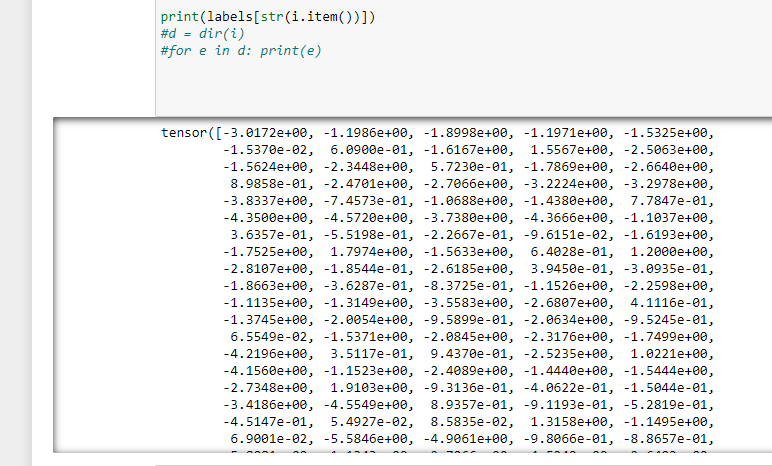 print(labels[str(i.item())])
#d = dir(i)
#for e in d: print(e)
tensor([-3.0172e+00, -1.1986e+00, -1.8998e+00, -1.1971e+00, -1.5325e+00,
-1.5370e-02, 6.0900e-01, -1.6167e+00, 1.5567e+00, -2.5063e+00,
-1.5624e+00, -2.3448e+00, 5.7230e-01, -1.7869e+00, -2.6640e+00,
8.9858e-01, -2.4701e+00, -2.7066e+00, -3.2224e+00, -3.2978e+00,
-3.8337e+00, -7.4573e-01, -1.0688e+00, -1.4380e+00, 7.7847e-01,
-4.3500e+00, -4.5720e+00, -3.7380e+00, -4.3666e+00, -1.1037e+00,
3.6357e-01, -5.5198e-01, -2.2667e-01, -9.6151e-02, -1.6193e+00,
-1.7525e+00, 1.7974e+00, -1.5633e+00, 6.4028e-01, 1.2000e+00,
-2.8107e+00, -1.8544e-01, -2.6185e+00, 3.9450e-01, -3.0935e-01,
-1.8663e+00, -3.6287e-01, -8.3725e-01, -1.1526e+00, -2.2598e+00,
-1.1135e+00, -1.3149e+00, -3.5583e+00, -2.6807e+00, 4.1116e-01,
-1.3745e+00, -2.0054e+00, -9.5899e-01, -2.0634e+00, -9.5245e-01,
6.5549e-02, -1.5371e+00, -2.0845e+00, -2.3176e+00, -1.7499e+00,
-4.2196e+00, 3.5117e-01, 9.4370e-01, -2.5235e+00, 1.0221e+00,
-4.1560e+00, -1.1523e+00, -2.4089e+00, -1.4440e+00, -1.5444e+00,
-2.7348e+00, 1.9103e+00, -9.3136e-01, -4.0622e-01, -1.5044e-01,
-3.4186e+00, -4.5549e+00, 8.9357e-01, -9.1193e-01, -5.2819e-01,
-4.5147e-01, 5.4927e-02, 8.5835e-02, 1.3158e+00, -1.1495e+00,
6.9001e-02, -5.5846e+00, -4.9061e+00, -9.8066e-01, -8.8657e-01,